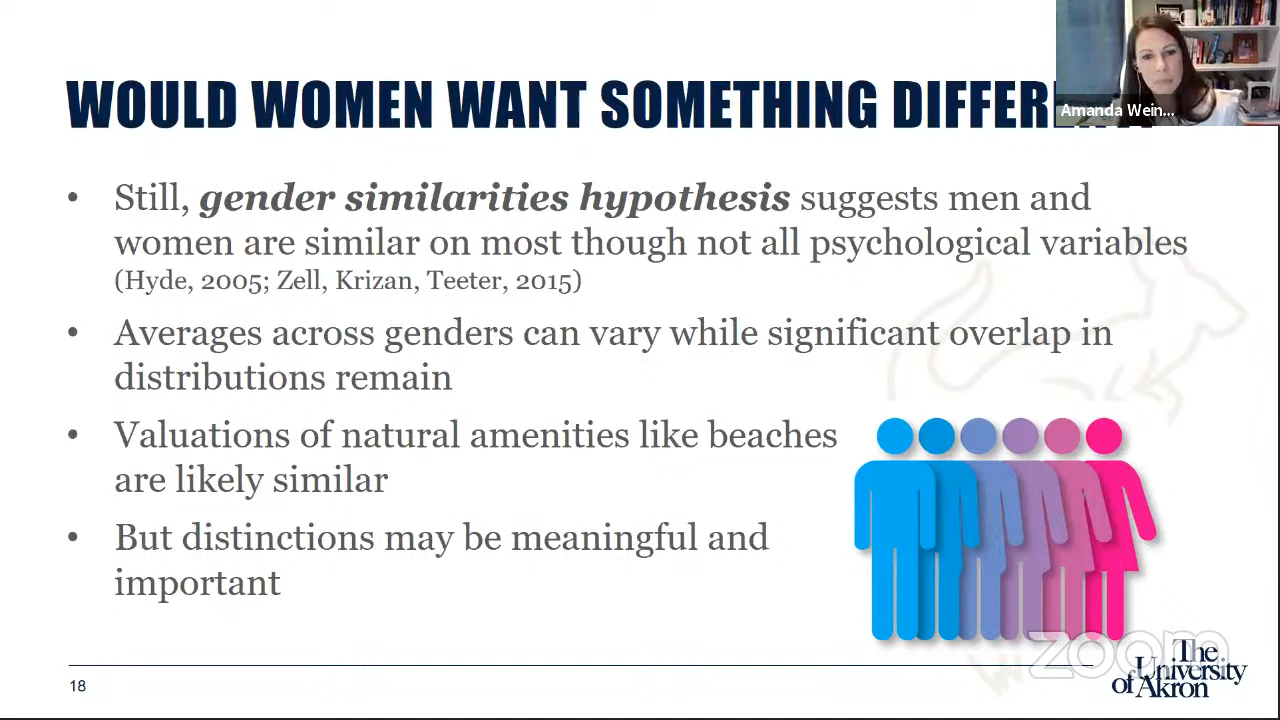 WOULD WOMEN WANT SOMETHING
Amanda Wein...
Still, gender similarities hypothesis suggests men and
women are similar on most though not all psychological variables
(Hyde, 2005; Zell, Krizan, Teeter, 2015)
• Averages across genders can vary while significant overlap in
distributions remain
• Valuations of natural amenities like beaches
are likely similar
• But distinctions may be meaningful and
important
zoom
The
University
of Akron
18